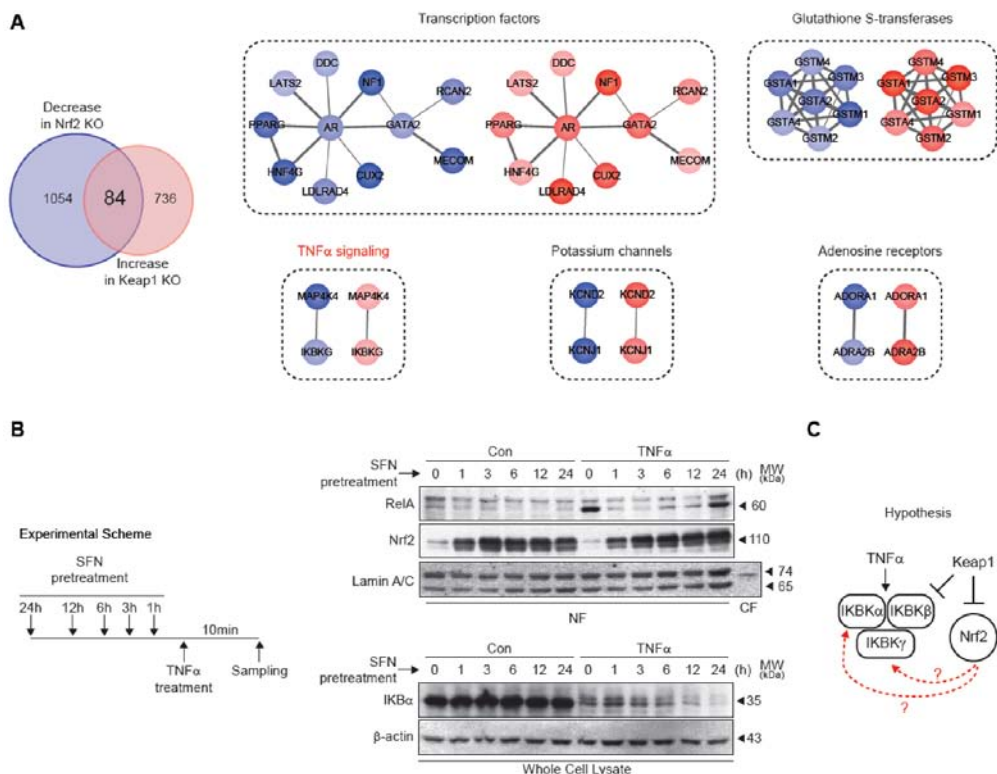 A
Transcription factors
Glutathione S-transferases
Decrease
in Nrf2 KO
1054
84
736
Increase
in Keap1 KO
DDC
LATS2
NF1
RCAN2
PPARG
AR
GATA2
HNF4G
MECOM
CUX2
LDLRAD4
DDC
LATS2
NF1
RCAN2
PPARG
AR
GATA2
HNF4G
MECOM
CUX2
LDLRAD4
GSTM4
GSTA1
GSTM3
GSTA2
GSTA4
GSTM1
GSTM2
GSTM4
GSTA1
GSTM3
GSTA2
GSTA4
GSTM1
GSTM2
TNFα signaling
MAP4K4 MAP4K4
IKBKG IKBKG
Potassium channels
KCND2 KCND2
KCNJ1 KCNJ1
Adenosine receptors
ADORA1 ADORA1
ADRA2B ADRA2B
B
Experimental Scheme
SFN
pretreatment
24h 12h 6h 3h 1h
10min
TNFα
treatment
Sampling
Con TNFα
SFN
pretreatment
0 1 3 6 12 24 0 1 3 6 12 24 (h) MW
(kDa)
RelA 60
Nrf2 110
Lamin A/C 74
65
NF CF
Con TNFα
SFN
pretreatment
0 1 3 6 12 24 0 1 3 6 12 24 (h) MW
(kDa)
IKBα 35
β-actin 43
Whole Cell Lysate
C
Hypothesis
TNFα
Keap1
IKBKα IKBKβ
IKBKγ
Nrf2
?
?